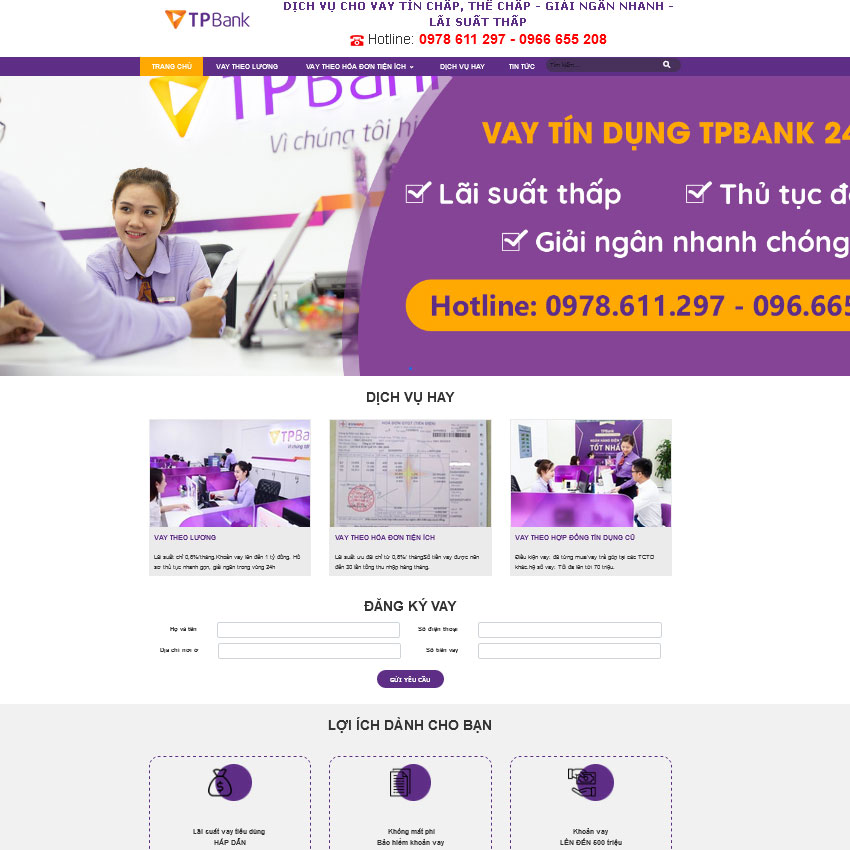 TPBank
DỊCH VỤ CHO VAY TÍN CHẤP, THẾ CHẤP - GIẢI NGÂN NHANH -
LÃI SUẤT THẤP
Hotline: 0978 611 297 - 0966 655 208
TRANG CHỦ VAY THEO LƯƠNG VAY THEO HÓA ĐƠN TIỆN ÍCH DỊCH VỤ HAY TIN TỨC Tìm kiếm...
TPBank
Vì chúng tôi hi
VAY TÍN DỤNG TPBANK 24
Lãi suất thấp Thủ tục đ
Giải ngân nhanh chóng
Hotline: 0978.611.297 - 096.665
DỊCH VỤ HAY
VAY THEO LƯƠNG
Lãi suất chỉ 0,6%/tháng.Khoản vay lên đến 1 tỷ đồng. Hồ
sơ thủ tục nhanh gọn, giải ngân trong vòng 24h
VAY THEO HÓA ĐƠN TIỆN ÍCH
Lãi suất ưu đãi chỉ từ 0,6%/ thángSố tiền vay được nên
đến 30 lần tổng thu nhập hàng tháng.
VAY THEO HỢP ĐỒNG TÍN DỤNG CŨ
Điều kiện vay: đã từng mua/vay trả góp tại các TCTD
khác.hệ số vay: Tối đa lên tới 70 triệu.
ĐĂNG KÝ VAY
Họ và tên Số điện thoại
Địa chỉ nơi ở Số tiền vay
GỬI YÊU CẦU
LỢI ÍCH DÀNH CHO BẠN
Lãi suất vay tiêu dùng
HẤP DẪN
Không mất phí
Bảo hiểm khoản vay
Khoản vay
LÊN ĐẾN 500 triệu